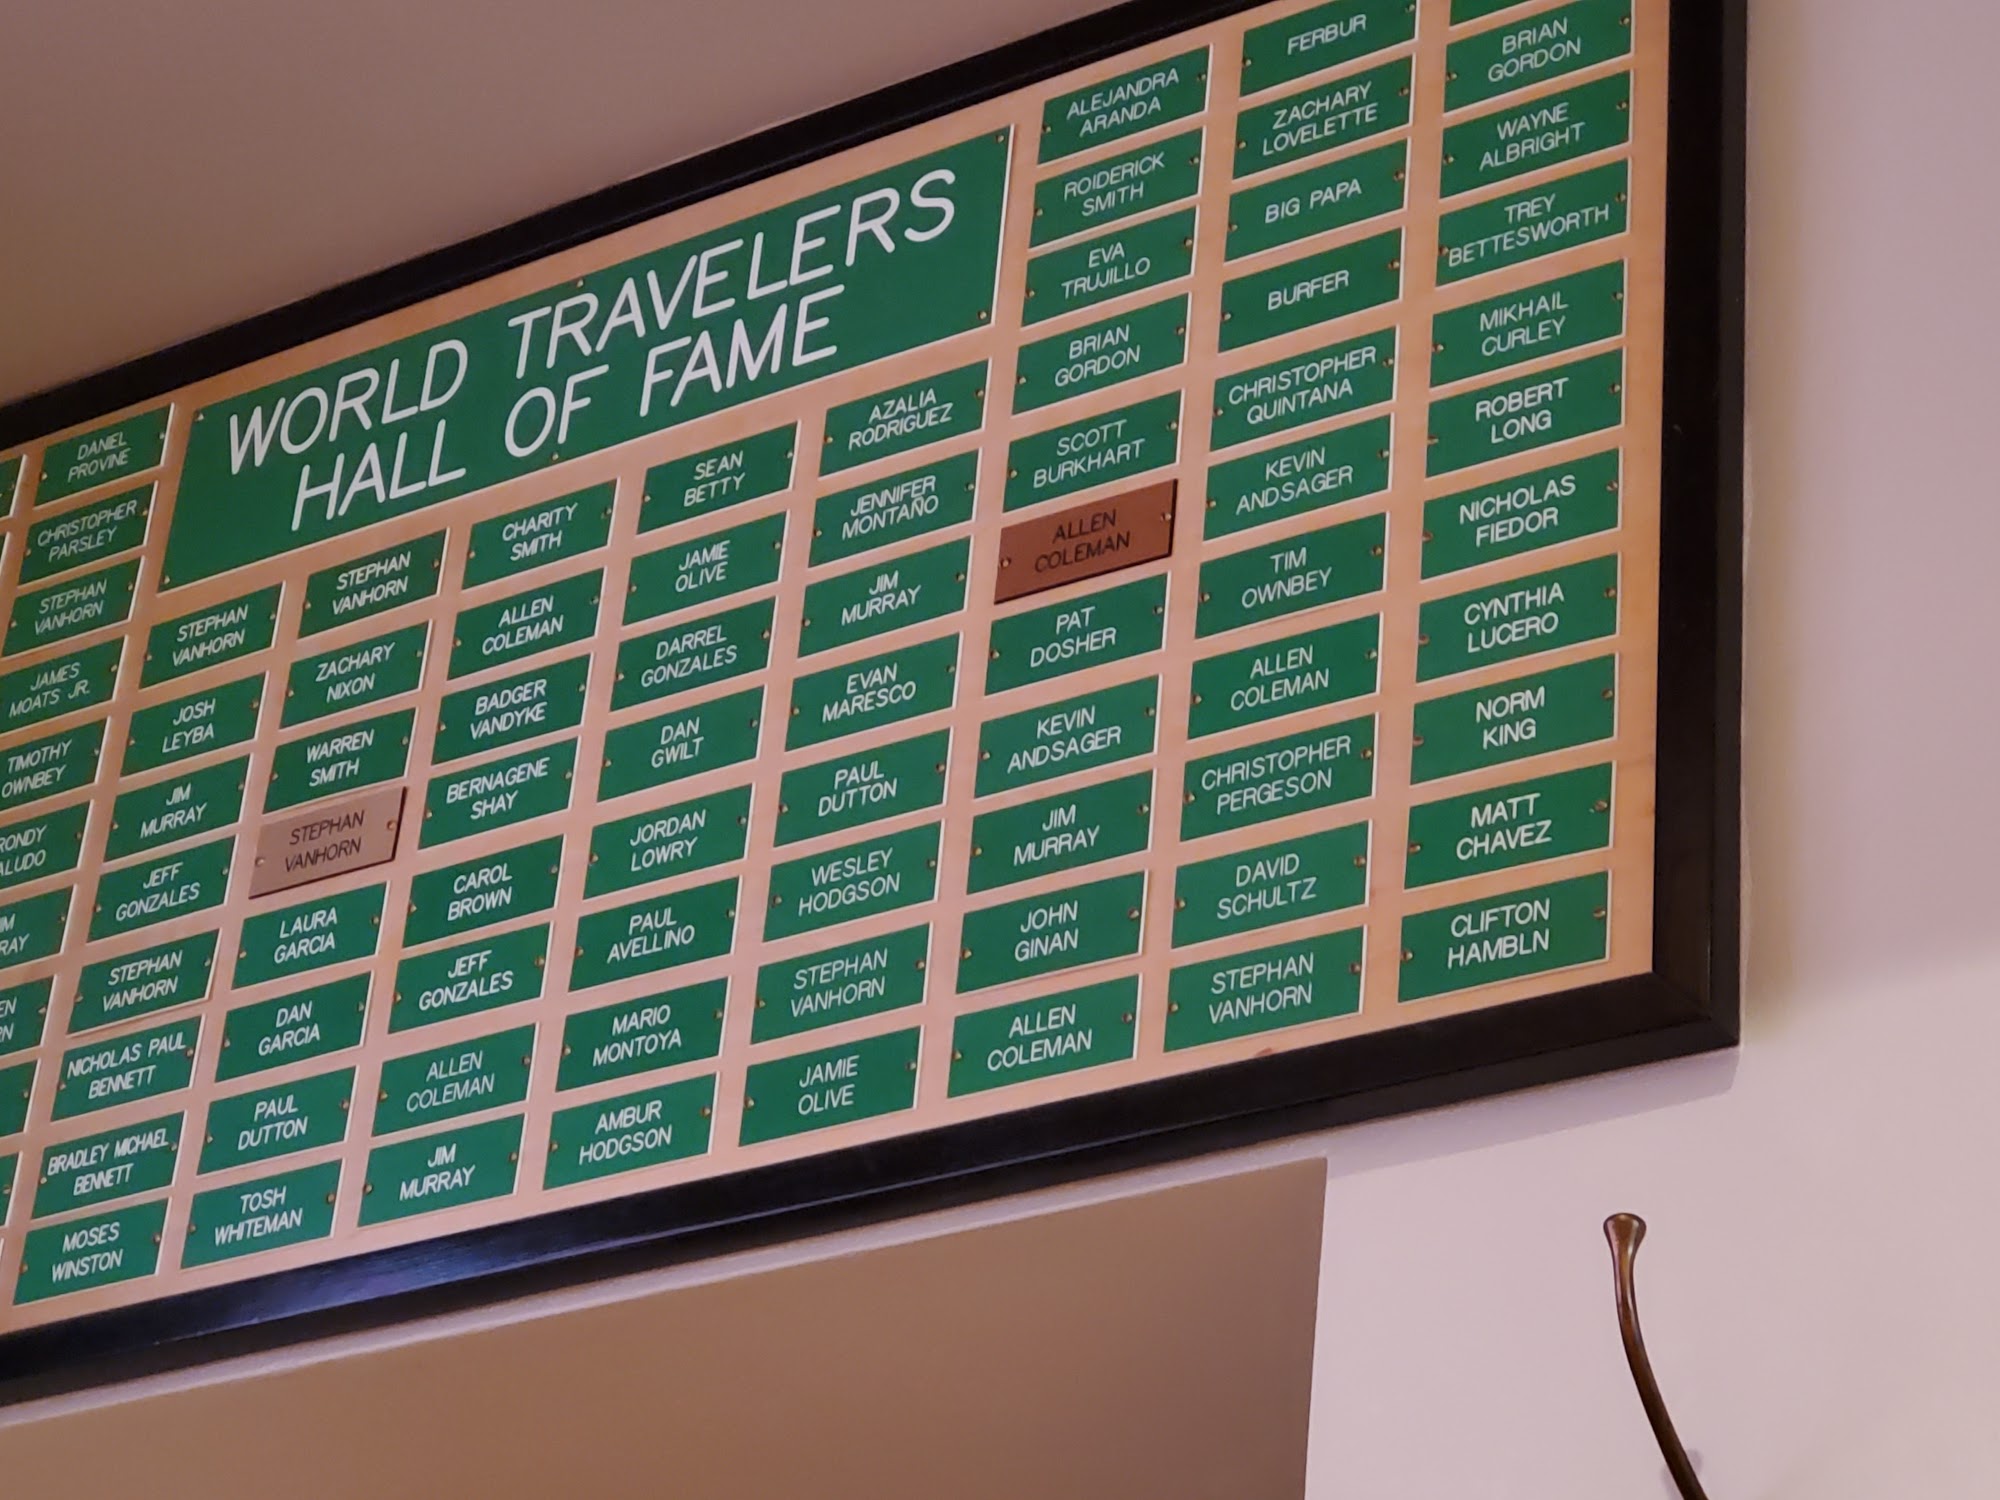 WORLD TRAVELERS
HALL OF FAME
DANIEL
PROVINE
CHRISTOPHER
PARSLEY
STEPHAN
VANHORN
JAMES
MOATS JR.
TIMOTHY
OWNBEY
NICHOLAS PAUL
BENNETT
BRADLEY MICHAEL
BENNETT
MOSES
WINSTON
STEPHAN
VANHORN
JOSH
LEYBA
JIM
MURRAY
JEFF
GONZALES
STEPHAN
VANHORN
STEPHAN
VANHORN
ZACHARY
NIXON
WARREN
SMITH
STEPHAN
VANHORN
LAURA
GARCIA
DAN
GARCIA
PAUL
DUTTON
TOSH
WHITEMAN
CHARITY
SMITH
ALLEN
COLEMAN
BADGER
VANDYKE
BERNAGENE
SHAY
CAROL
BROWN
JEFF
GONZALES
ALLEN
COLEMAN
JIM
MURRAY
SEAN
BETTY
JAMIE
OLIVE
DARREL
GONZALES
DAN
GWILT
JORDAN
LOWRY
PAUL
AVELLINO
MARIO
MONTOYA
AMBUR
HODGSON
AZALIA
RODRIGUEZ
JENNIFER
MONTAÑO
JIM
MURRAY
EVAN
MARESCO
PAUL
DUTTON
WESLEY
HODGSON
STEPHAN
VANHORN
JAMIE
OLIVE
ALEJANDRA
ARANDA
ROIDERICK
SMITH
EVA
TRUJILLO
BRIAN
GORDON
SCOTT
BURKHART
ALLEN
COLEMAN
PAT
DOSHER
KEVIN
ANDSAGER
JIM
MURRAY
JOHN
GINAN
ALLEN
COLEMAN
FERBUR
ZACHARY
LOVELETTE
BIG PAPA
BURFER
CHRISTOPHER
QUINTANA
KEVIN
ANDSAGER
TIM
OWNBEY
ALLEN
COLEMAN
CHRISTOPHER
PERGESON
DAVID
SCHULTZ
STEPHAN
VANHORN
BRIAN
GORDON
WAYNE
ALBRIGHT
TREY
BETTESWORTH
MIKHAIL
CURLEY
ROBERT
LONG
NICHOLAS
FIEDOR
CYNTHIA
LUCERO
NORM
KING
MATT
CHAVEZ
CLIFTON
HAMBLN